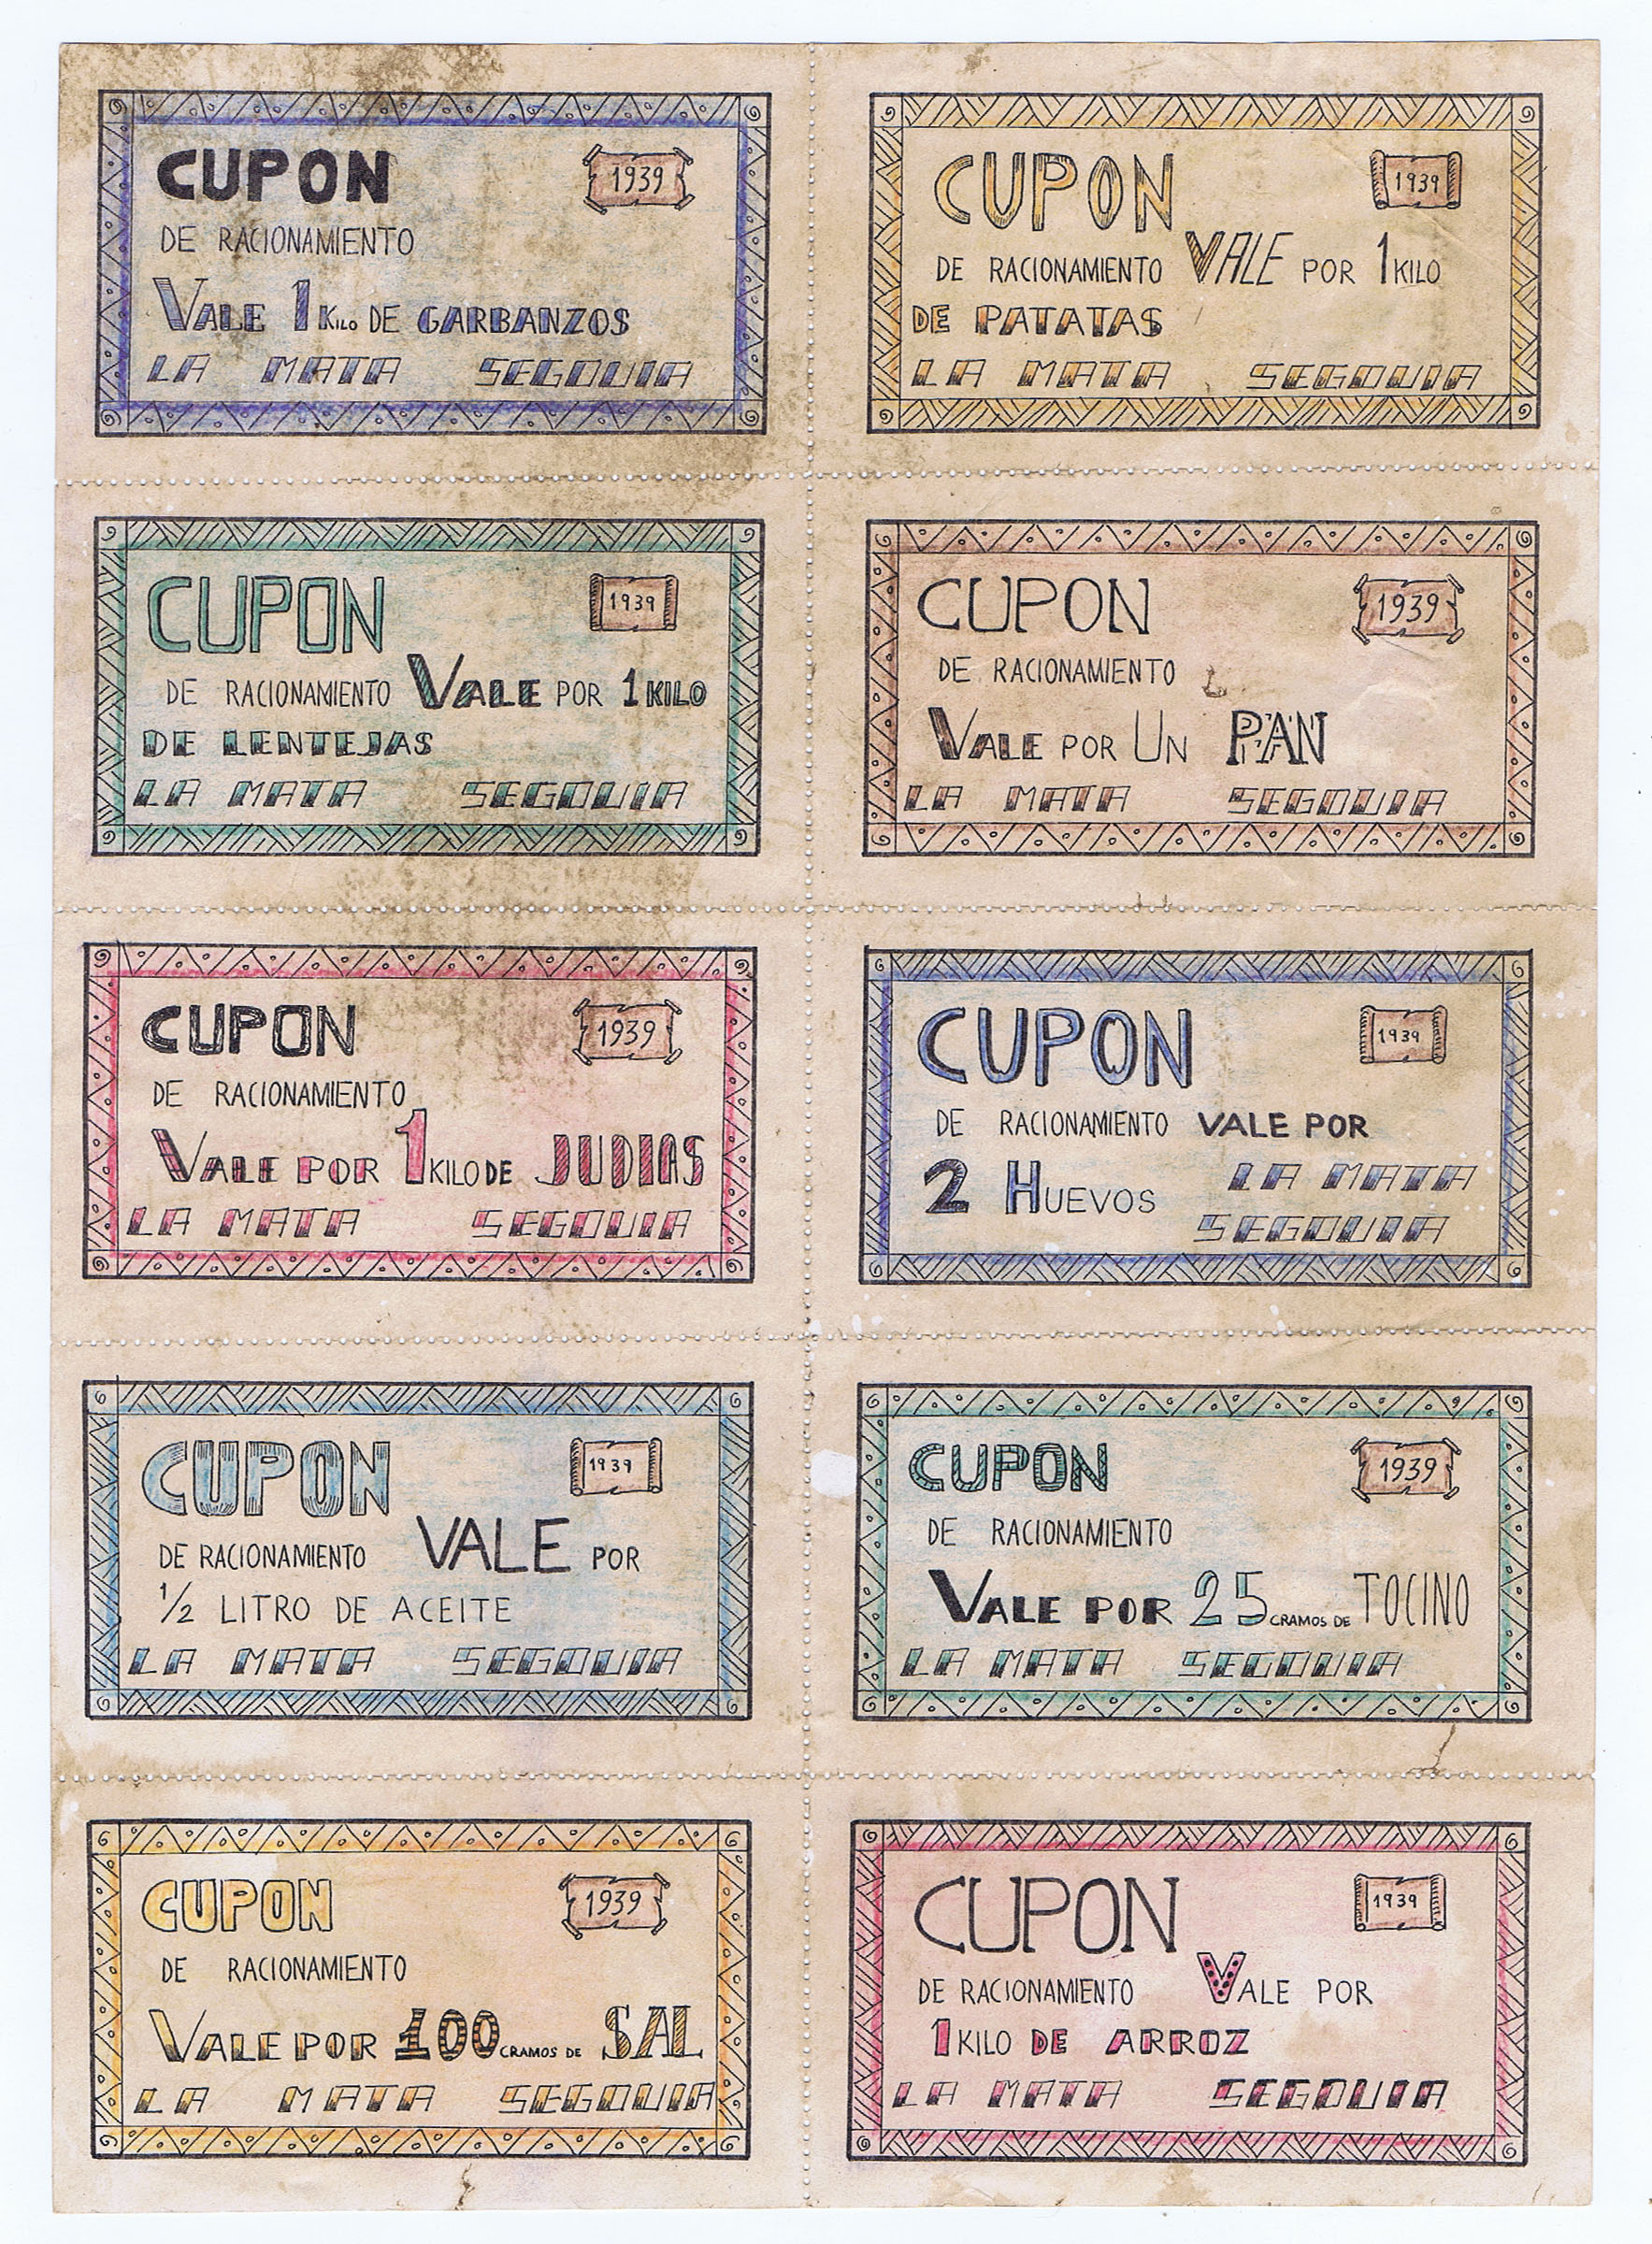 CUPON
1939
DE RACIONAMIENTO
VALE 1 KILO DE GARBANZOS
LA MATA SEGOVIA
CUPON
1939
DE RACIONAMIENTO VALE POR 1 KILO
DE PATATAS
LA MATA SEGOVIA
CUPON
1939
DE RACIONAMIENTO VALE POR 1 KILO
DE LENTEJAS
LA MATA SEGOVIA
CUPON
1939
DE RACIONAMIENTO
VALE POR UN PAN
LA MATA SEGOVIA
CUPON
1939
DE RACIONAMIENTO
VALE POR 1 KILO DE JUDIAS
LA MATA SEGOVIA
CUPON
1939
DE RACIONAMIENTO VALE POR
2 HUEVOS LA MATA
SEGOVIA
CUPON
1939
DE RACIONAMIENTO VALE POR
1/2 LITRO DE ACEITE
LA MATA SEGOVIA
CUPON
1939
DE RACIONAMIENTO
VALE POR 25 GRAMOS DE TOCINO
LA MATA SEGOVIA
CUPON
1939
DE RACIONAMIENTO
VALE POR 100 GRAMOS DE SAL
LA MATA SEGOVIA
CUPON
1939
DE RACIONAMIENTO VALE POR
1 KILO DE ARROZ
LA MATA SEGOVIA